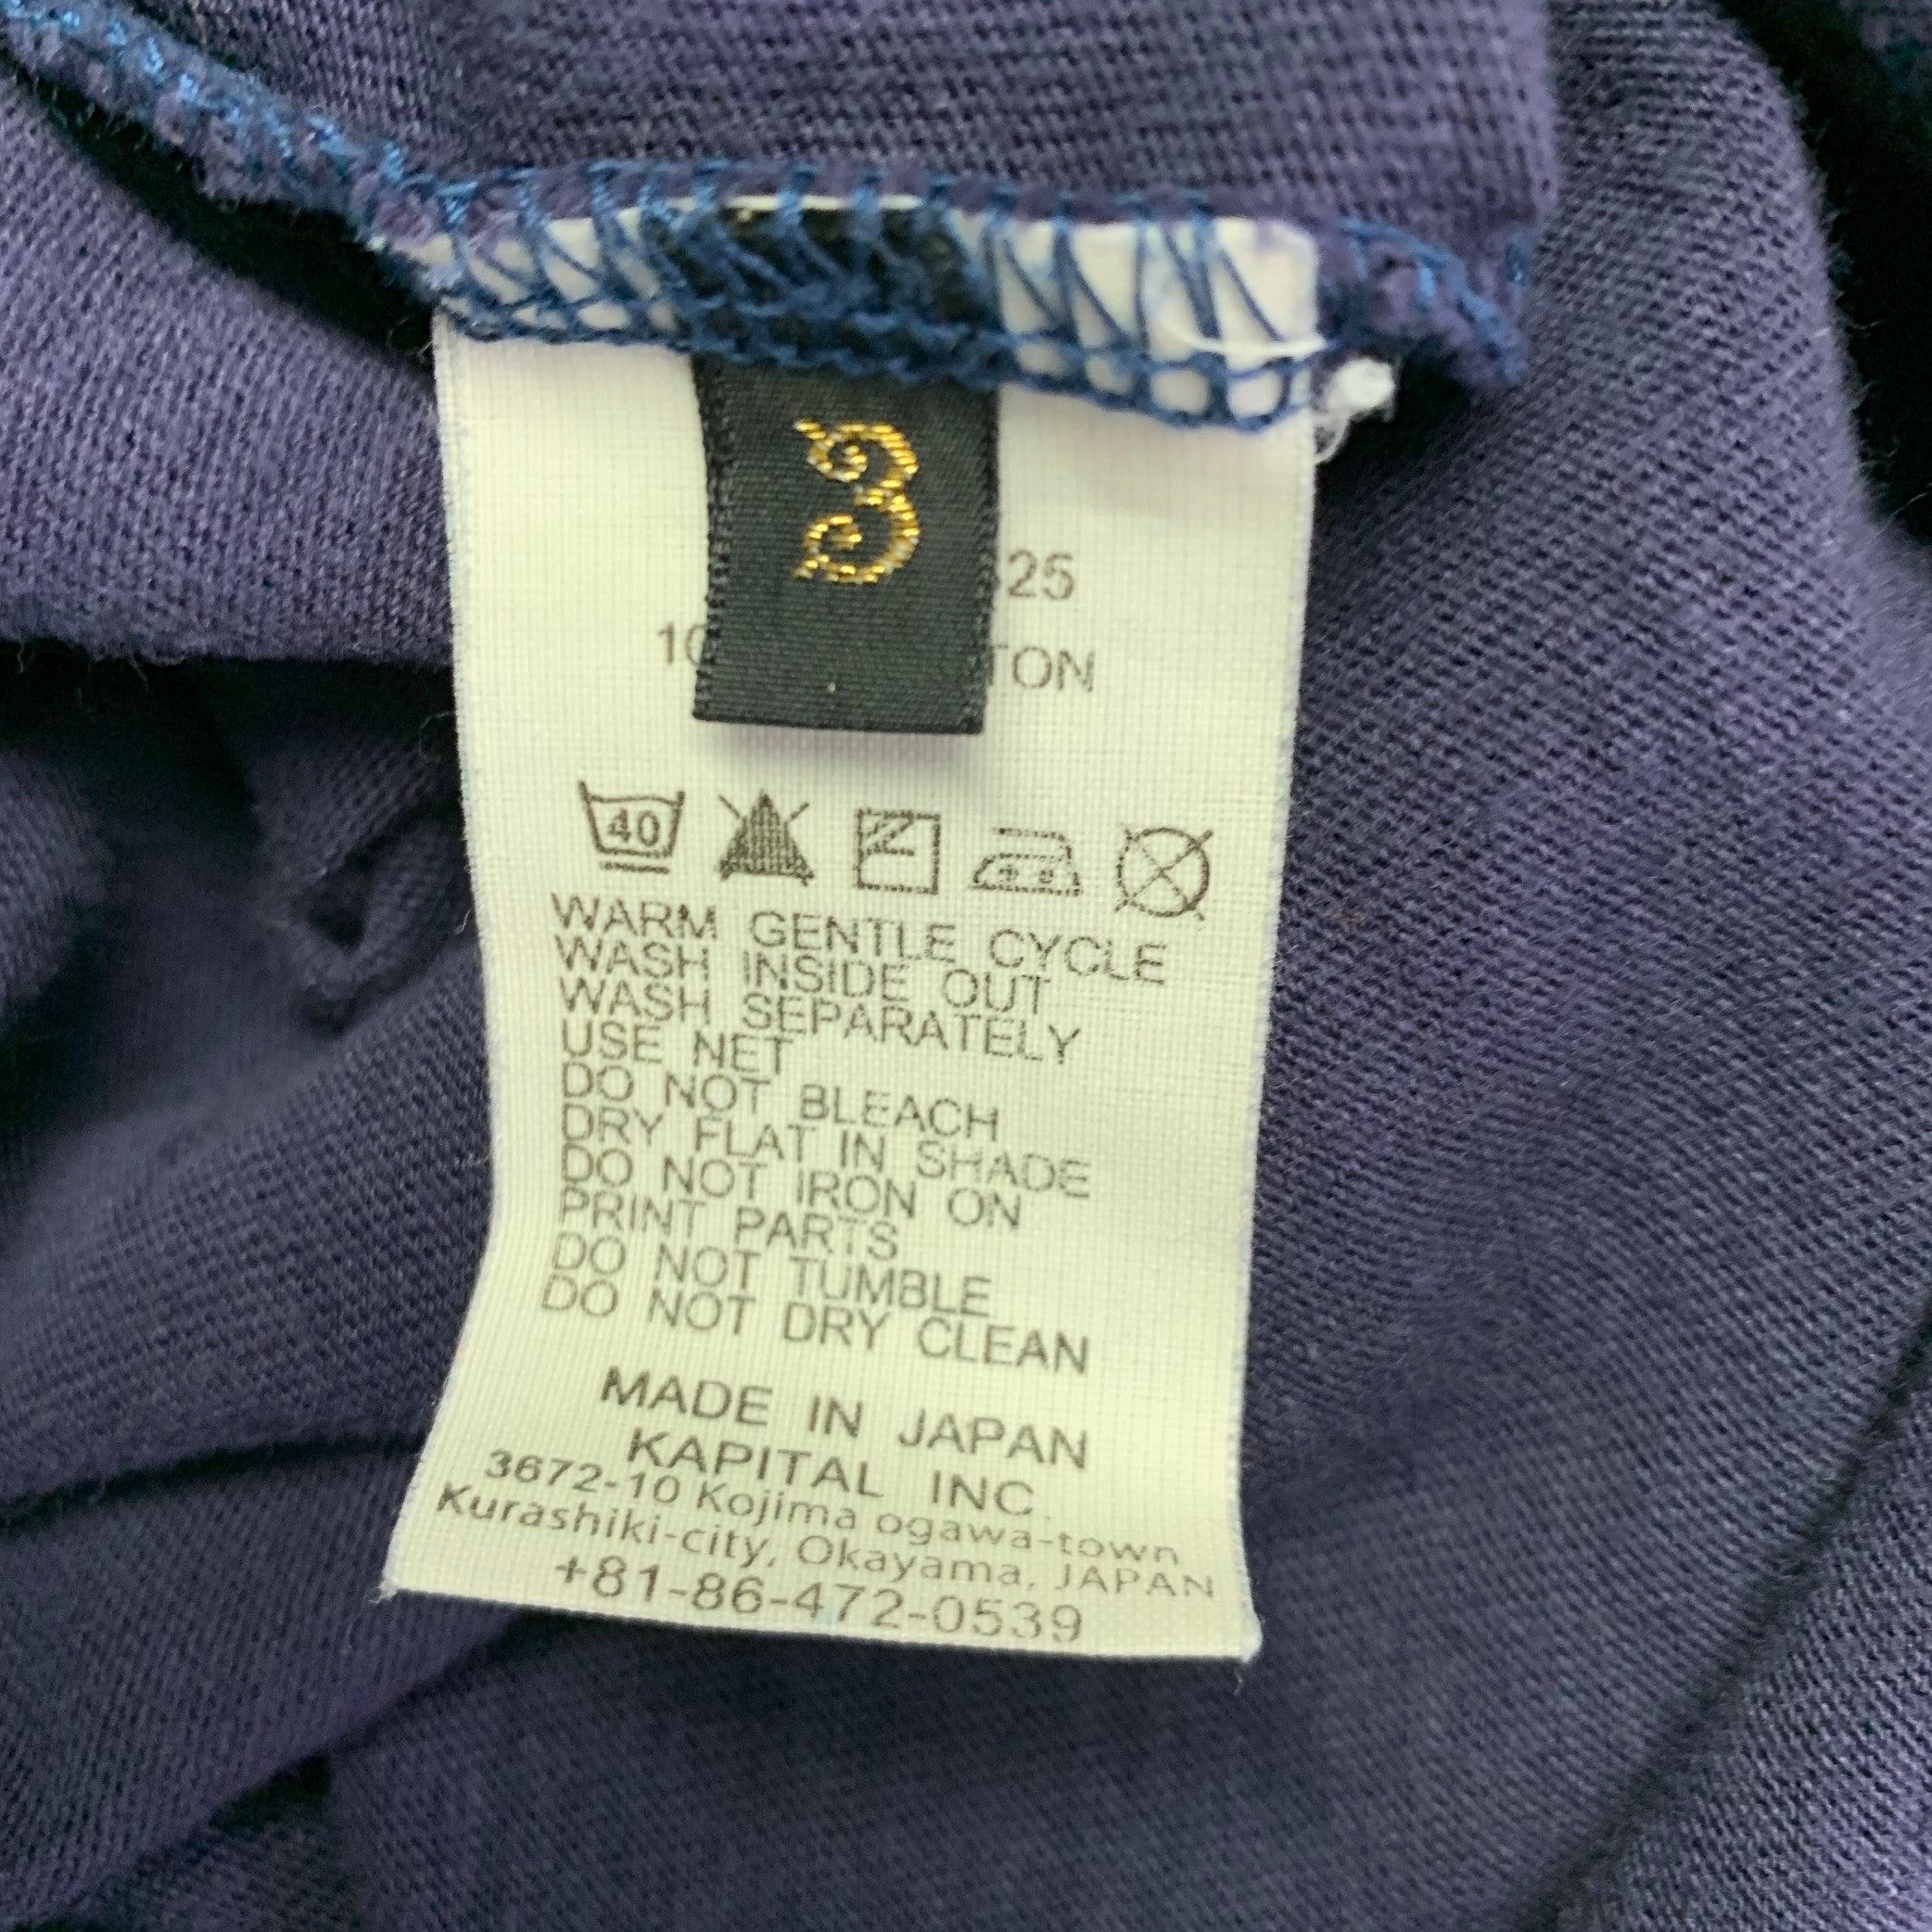 3
25
10 TON
40
WARM GENTLE CYCLE
WASH INSIDE OUT
WASH SEPARATELY
USE NET
DO NOT BLEACH
DRY FLAT IN SHADE
DO NOT IRON ON
PRINT PARTS
DO NOT TUMBLE
DO NOT DRY CLEAN
MADE IN JAPAN
KAPITAL INC.
3672-10 Kojima ogawa-town
Kurashiki-city, Okayama, JAPAN
+81-86-472-0539